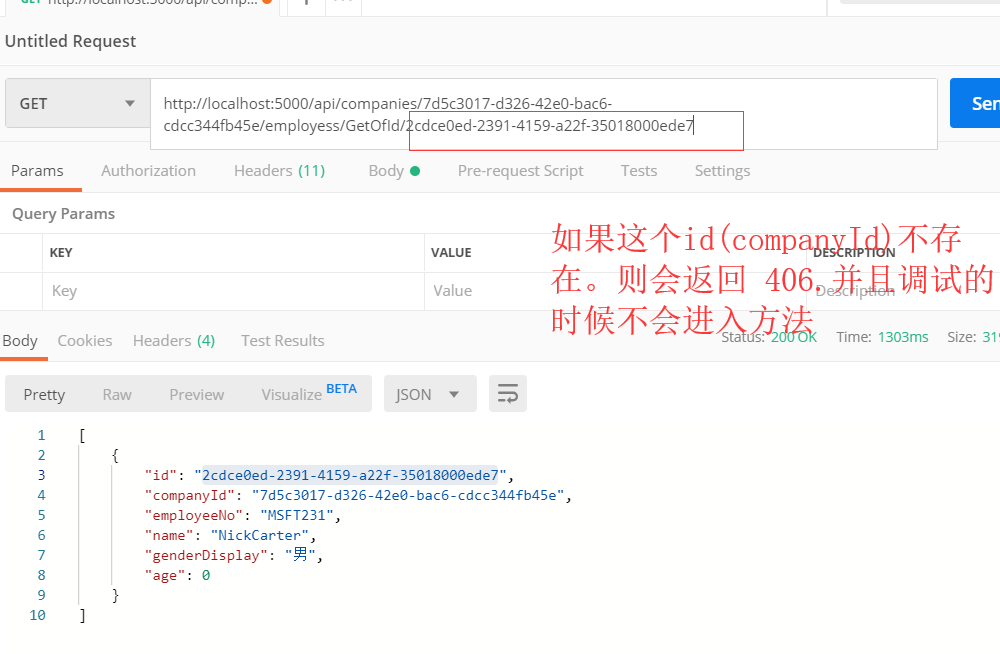 GET http://localhost:5000/api/comp...
Untitled Request
GET
http://localhost:5000/api/companies/7d5c3017-d326-42e0-bac6-
cdcc344fb45e/employess/GetOfId/2cdce0ed-2391-4159-a22f-35018000ede7
Params Authorization Headers (11) Body Pre-request Script Tests Settings
Query Params
KEY VALUE DESCRIPTION
Key Value Description
如果这个id(companyId)不存
在。则会返回 406.并且调试的
时候不会进入方法
Body Cookies Headers (4) Test Results Status: 200 OK Time: 1303ms Size:
Pretty Raw Preview Visualize BETA JSON
1 [
2 {
3 "id": "2cdce0ed-2391-4159-a22f-35018000ede7",
4 "companyId": "7d5c3017-d326-42e0-bac6-cdcc344fb45e",
5 "employeeNo": "MSFT231",
6 "name": "NickCarter",
7 "genderDisplay": "男",
8 "age": 0
9 }
10 ]